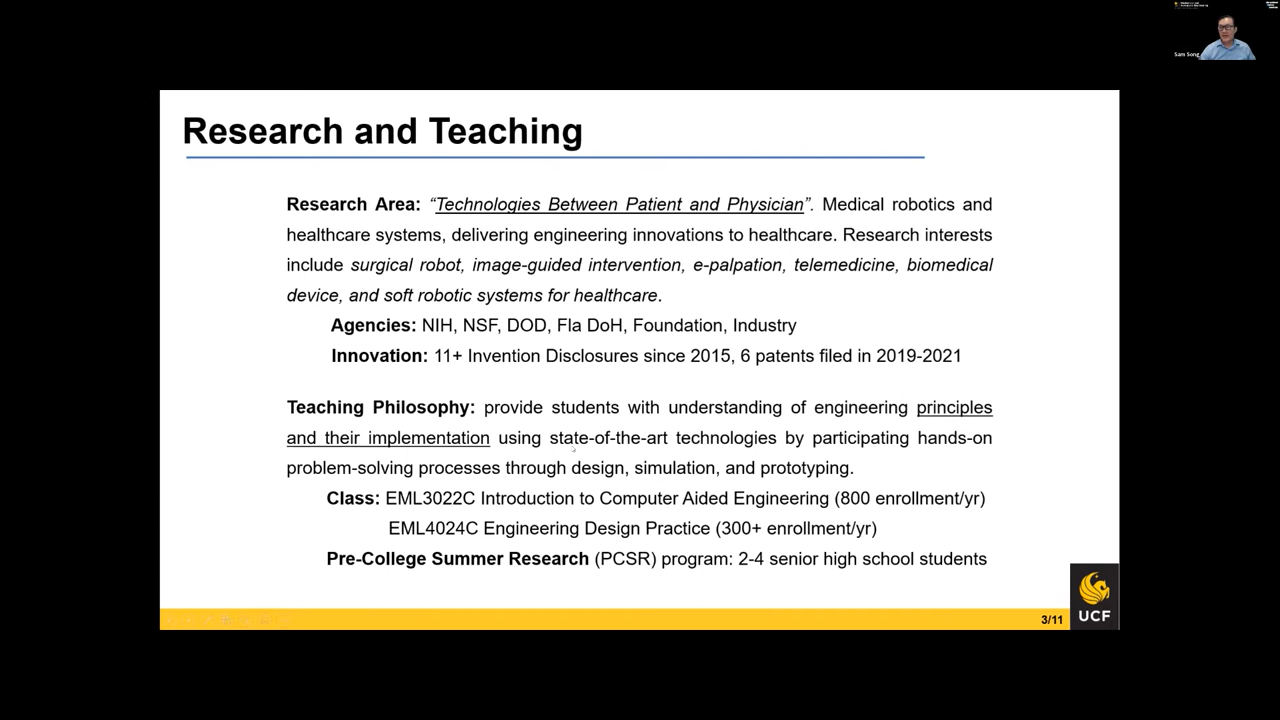 Sam Song
Research and Teaching
Research Area: “Technologies Between Patient and Physician”. Medical robotics and
healthcare systems, delivering engineering innovations to healthcare. Research interests
include surgical robot, image-guided intervention, e-palpation, telemedicine, biomedical
device, and soft robotic systems for healthcare.
Agencies: NIH, NSF, DOD, Fla DoH, Foundation, Industry
Innovation: 11+ Invention Disclosures since 2015, 6 patents filed in 2019-2021
Teaching Philosophy: provide students with understanding of engineering principles
and their implementation using state-of-the-art technologies by participating hands-on
problem-solving processes through design, simulation, and prototyping.
Class: EML3022C Introduction to Computer Aided Engineering (800 enrollment/yr)
EML4024C Engineering Design Practice (300+ enrollment/yr)
Pre-College Summer Research (PCSR) program: 2-4 senior high school students
3/11
UCF